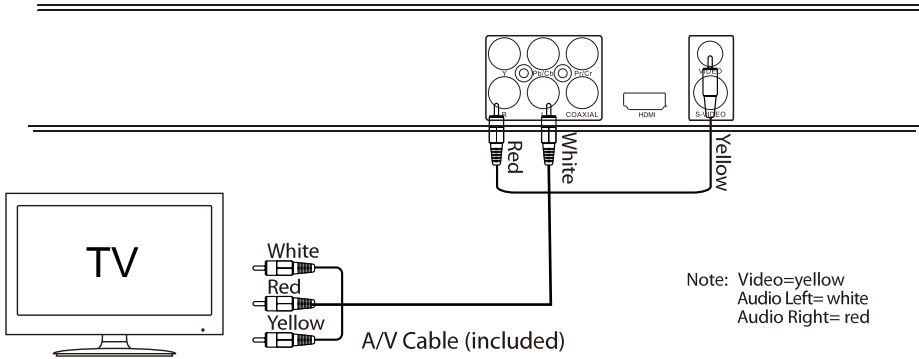 VIDEO
Y Pb/Cb Pr/Cr
R COAXIAL HDMI S-VIDEO
Red White Yellow
TV
White
Red
Yellow
A/V Cable (included)
Note: Video=yellow
Audio Left= white
Audio Right= red